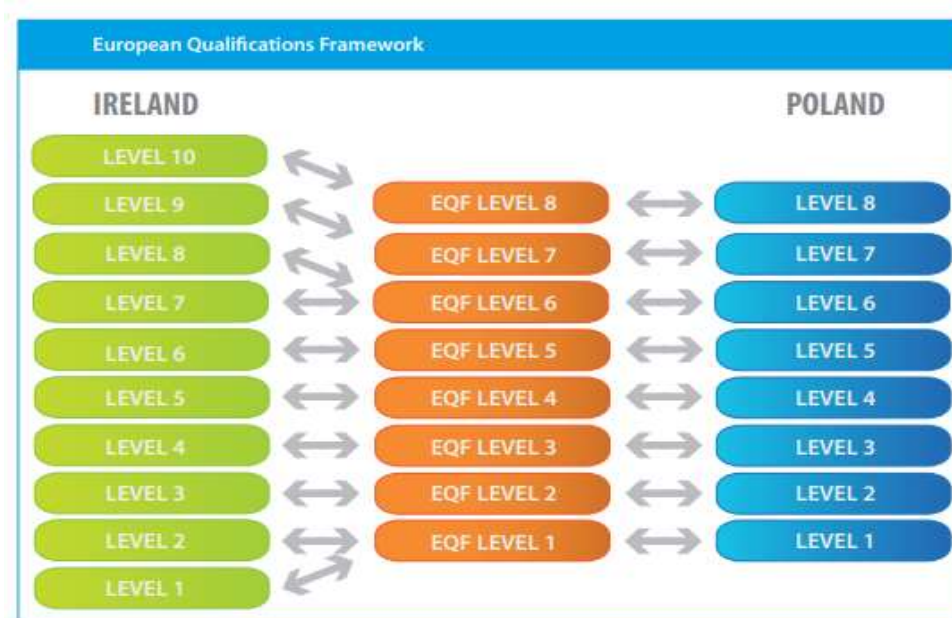 European Qualifications Framework
IRELAND POLAND
LEVEL 10
LEVEL 9 EQF LEVEL 8 LEVEL 8
LEVEL 8 EQF LEVEL 7 LEVEL 7
LEVEL 7 EQF LEVEL 6 LEVEL 6
LEVEL 6 EQF LEVEL 5 LEVEL 5
LEVEL 5 EQF LEVEL 4 LEVEL 4
LEVEL 4 EQF LEVEL 3 LEVEL 3
LEVEL 3 EQF LEVEL 2 LEVEL 2
LEVEL 2 EQF LEVEL 1 LEVEL 1
LEVEL 1